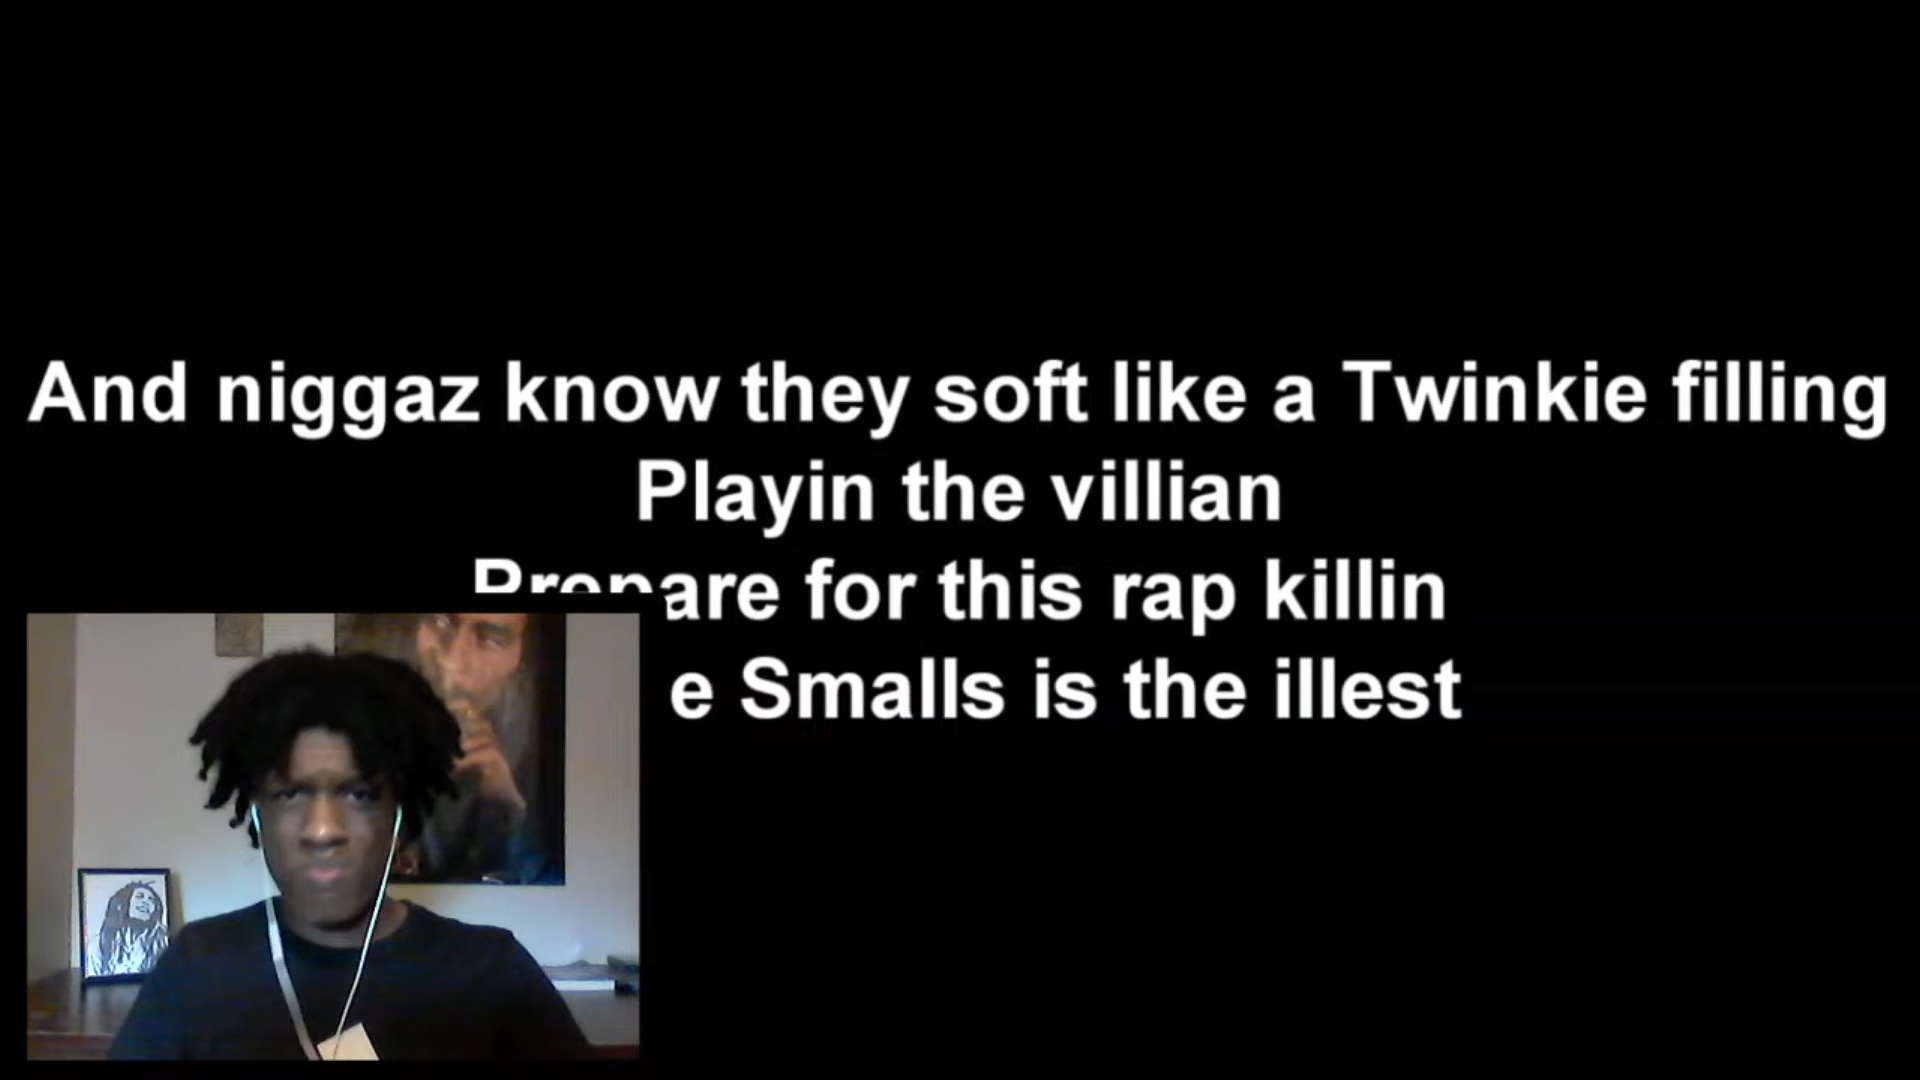 And niggaz know they soft like a Twinkie filling
Playin the villian
Prepare for this rap killin
e Smalls is the illest